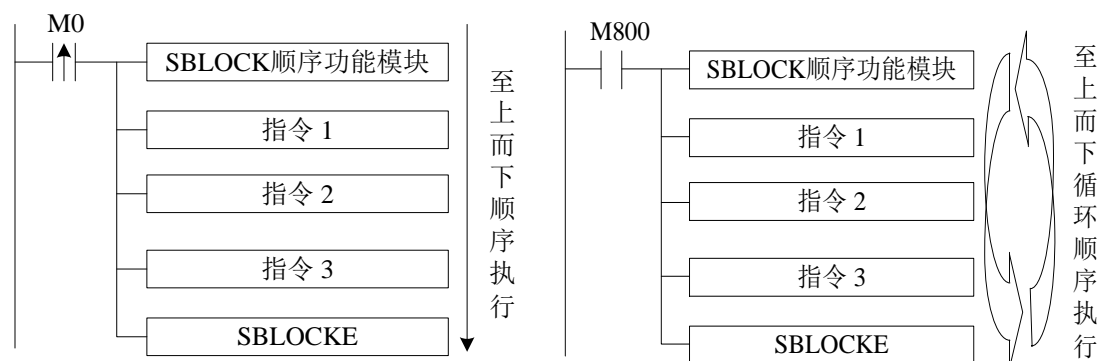 M0
SBLOCK顺序功能模块
指令 1
指令 2
指令 3
SBLOCKE
至上而下顺序执行
M800
SBLOCK顺序功能模块
指令 1
指令 2
指令 3
SBLOCKE
至上而下循环顺序执行